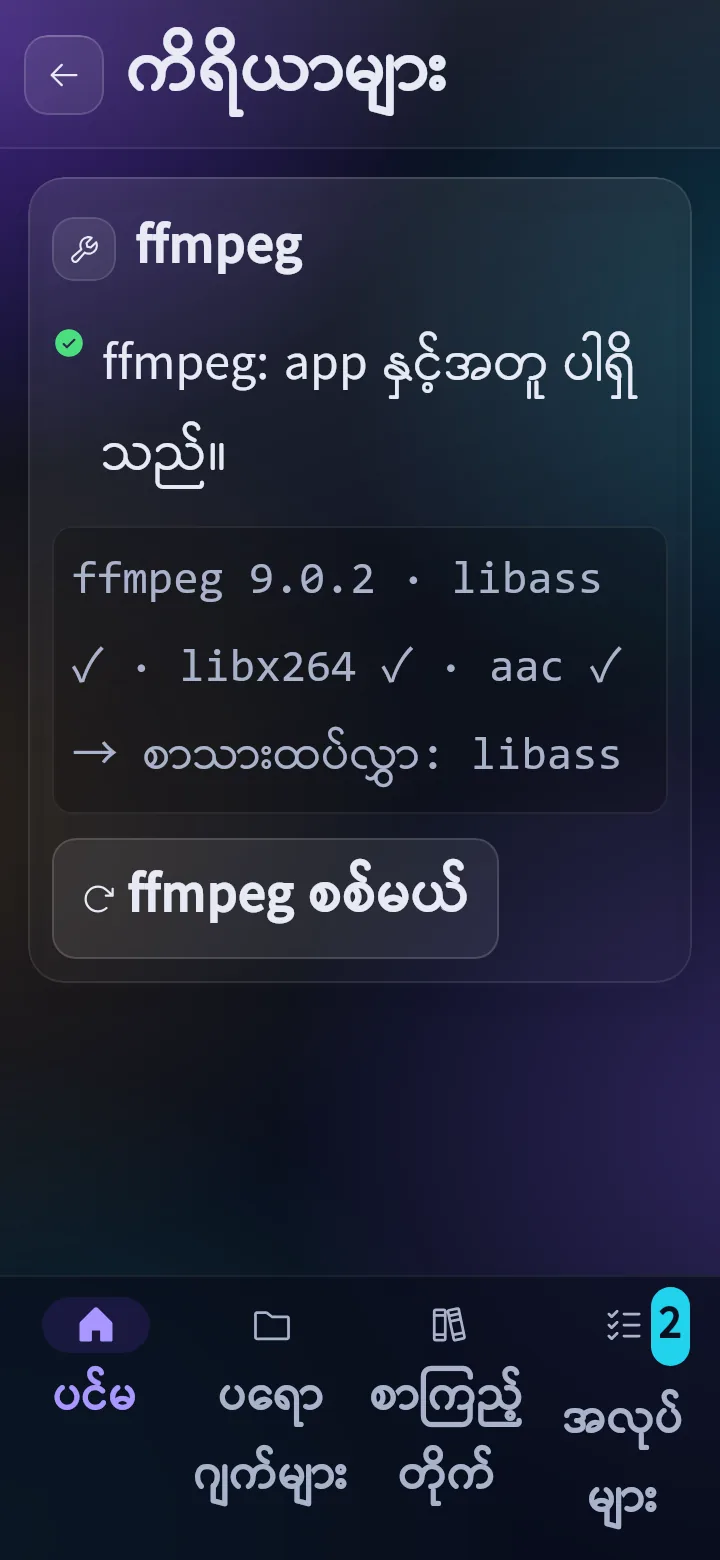 ကိရိယာများ
ffmpeg
ffmpeg: app နှင့်အတူ ပါရှိ
သည်။
ffmpeg 9.0.2 · libass
✓ · libx264 ✓ · aac ✓
→ စာသားထပ်လွှာ: libass
ffmpeg စစ်မယ်
2
ပင်မ
ပရော
ဂျက်များ
စာကြည့်
တိုက်
အလုပ်
များ